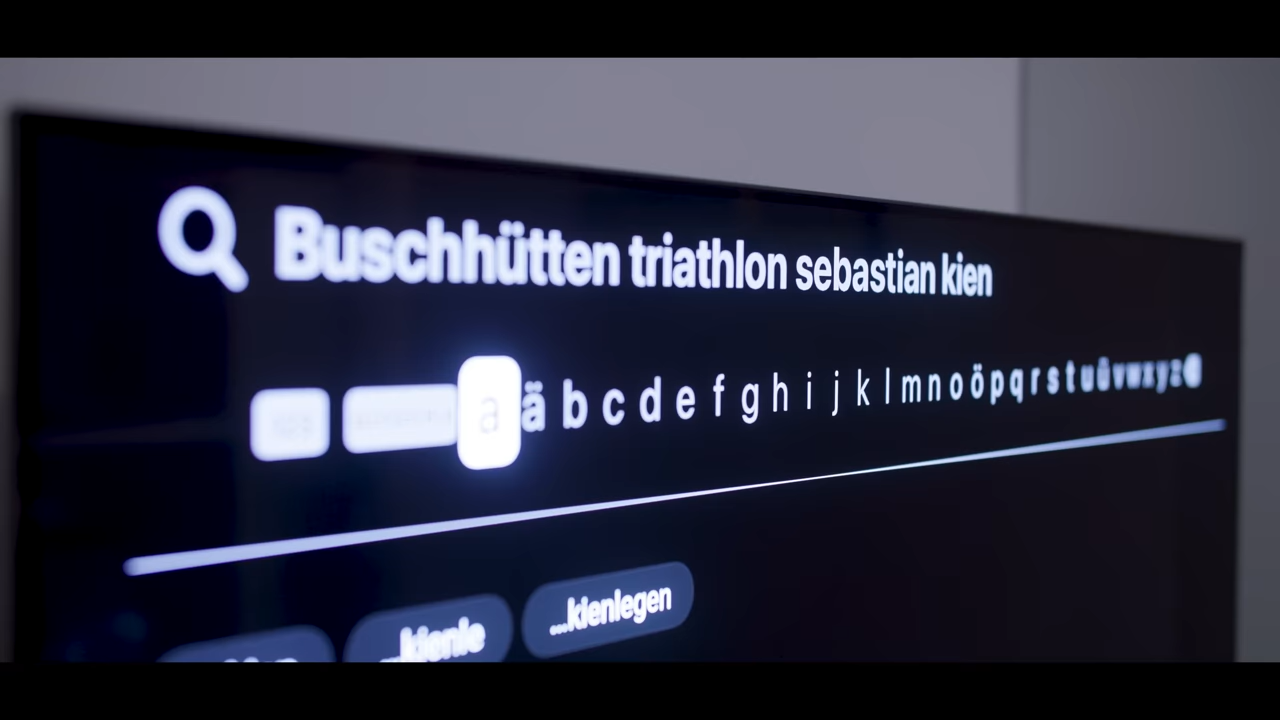 Buschhütten triathlon sebastian kien
a ä b c d e f g h i j k l m n o ö p q r s t u ü v w x y z
...kienle
...kienlegen